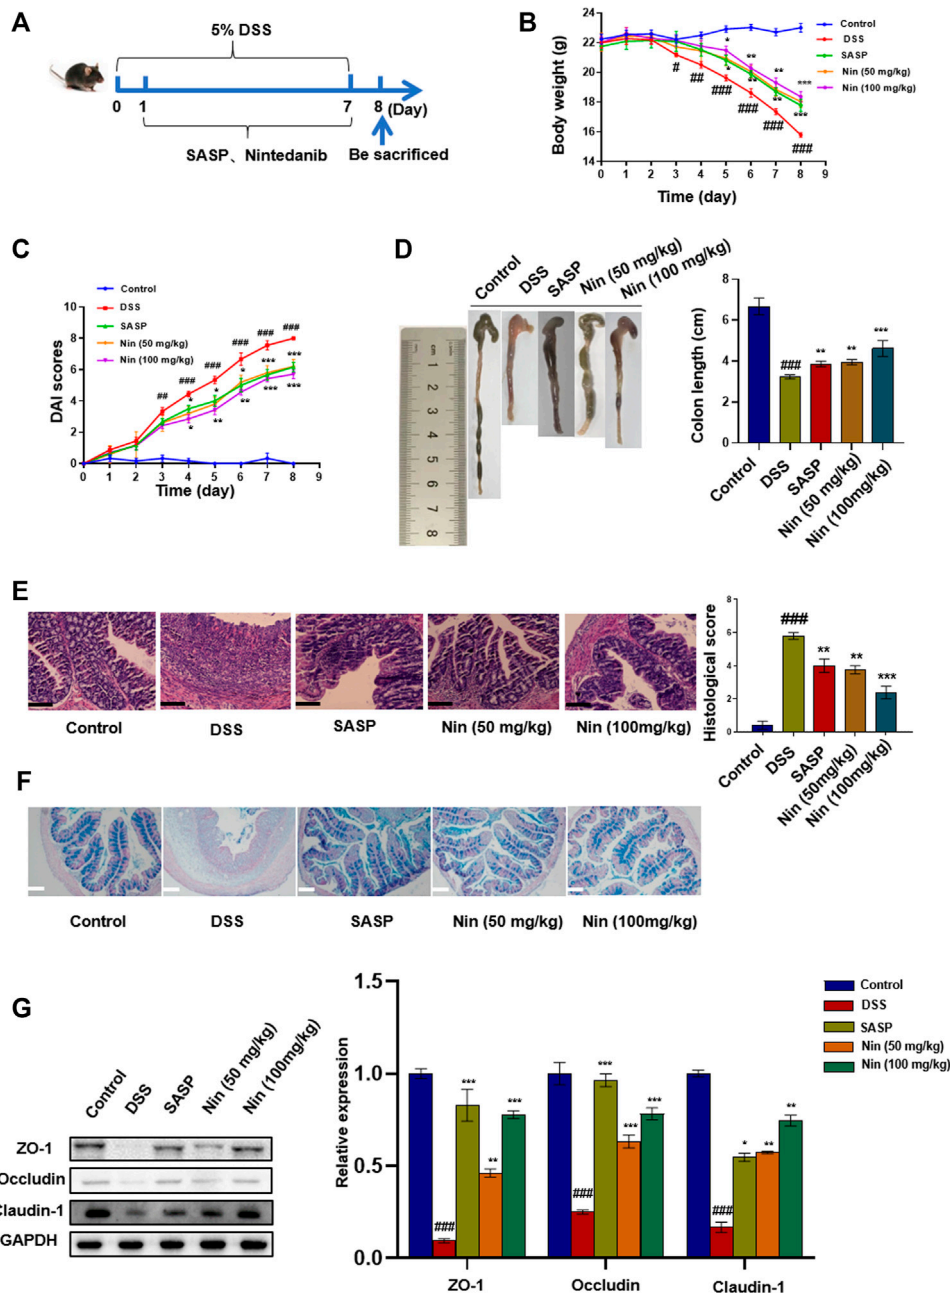 A
5% DSS
0 1 7 8 (Day)
SASP、Nintedanib
Be sacrificed
B
Body weight (g)
24
22
20
18
16
14
0 1 2 3 4 5 6 7 8 9
Time (day)
# ## ### ### ### ###
* ** ** ***
* ** ** ***
Control
DSS
SASP
Nin (50 mg/kg)
Nin (100 mg/kg)
C
DAI scores
10
8
6
4
2
0
0 1 2 3 4 5 6 7 8 9
Time (day)
Control
DSS
SASP
Nin (50 mg/kg)
Nin (100 mg/kg)
## ### ### ### ### ###
* * * *** ***
* ** ** *** ***
D
Control
DSS
SASP
Nin (50 mg/kg)
Nin (100 mg/kg)
cm
1
2
3
4
5
6
7
8
Colon length (cm)
8
6
4
2
0
### ** ** ***
Control
DSS
SASP
Nin (50 mg/kg)
Nin (100mg/kg)
E
Control
DSS
SASP
Nin (50 mg/kg)
Nin (100mg/kg)
Histological score
8
6
4
2
0
### ** ** ***
Control
DSS
SASP
Nin (50mg/kg)
Nin (100mg/kg)
F
Control
DSS
SASP
Nin (50 mg/kg)
Nin (100mg/kg)
G
Control
DSS
SASP
Nin (50 mg/kg)
Nin (100mg/kg)
ZO-1
Occludin
Claudin-1
GAPDH
Relative expression
1.5
1.0
0.5
0.0
### *** ** ***
### *** *** ***
### * ** **
ZO-1
Occludin
Claudin-1
Control
DSS
SASP
Nin (50 mg/kg)
Nin (100 mg/kg)